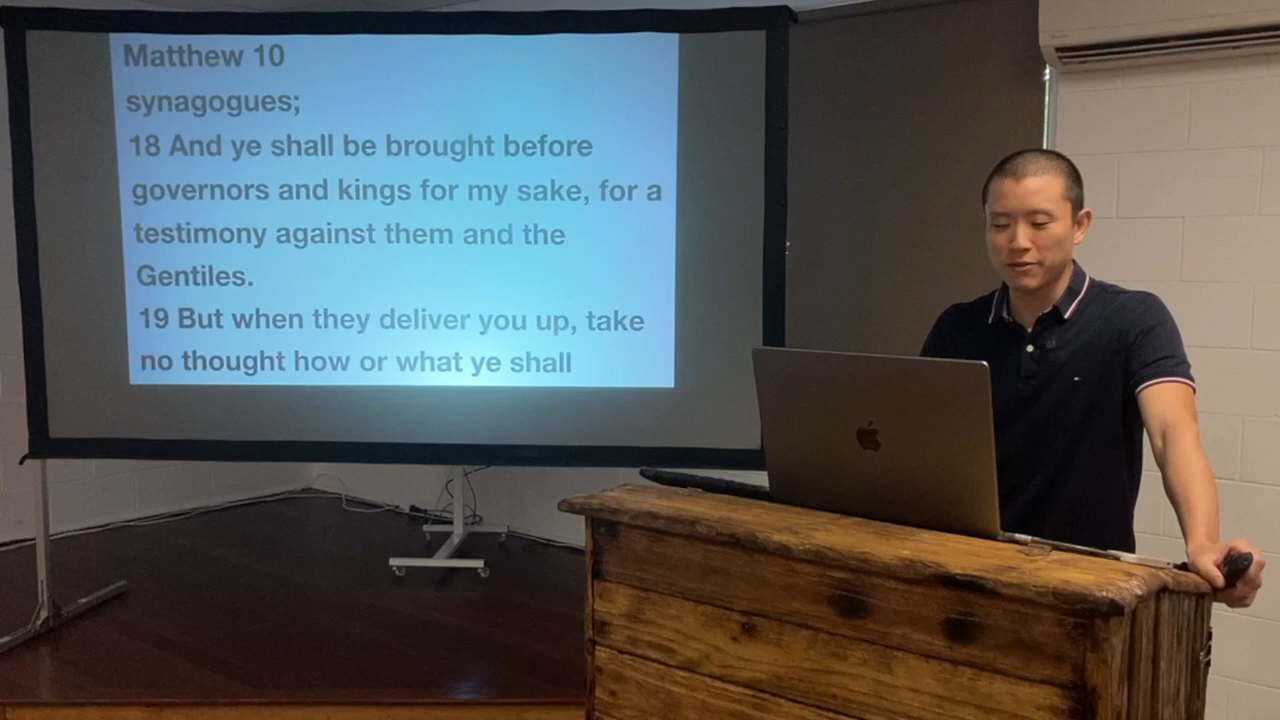 Matthew 10
synagogues;
18 And ye shall be brought before
governors and kings for my sake, for a
testimony against them and the
Gentiles.
19 But when they deliver you up, take
no thought how or what ye shall